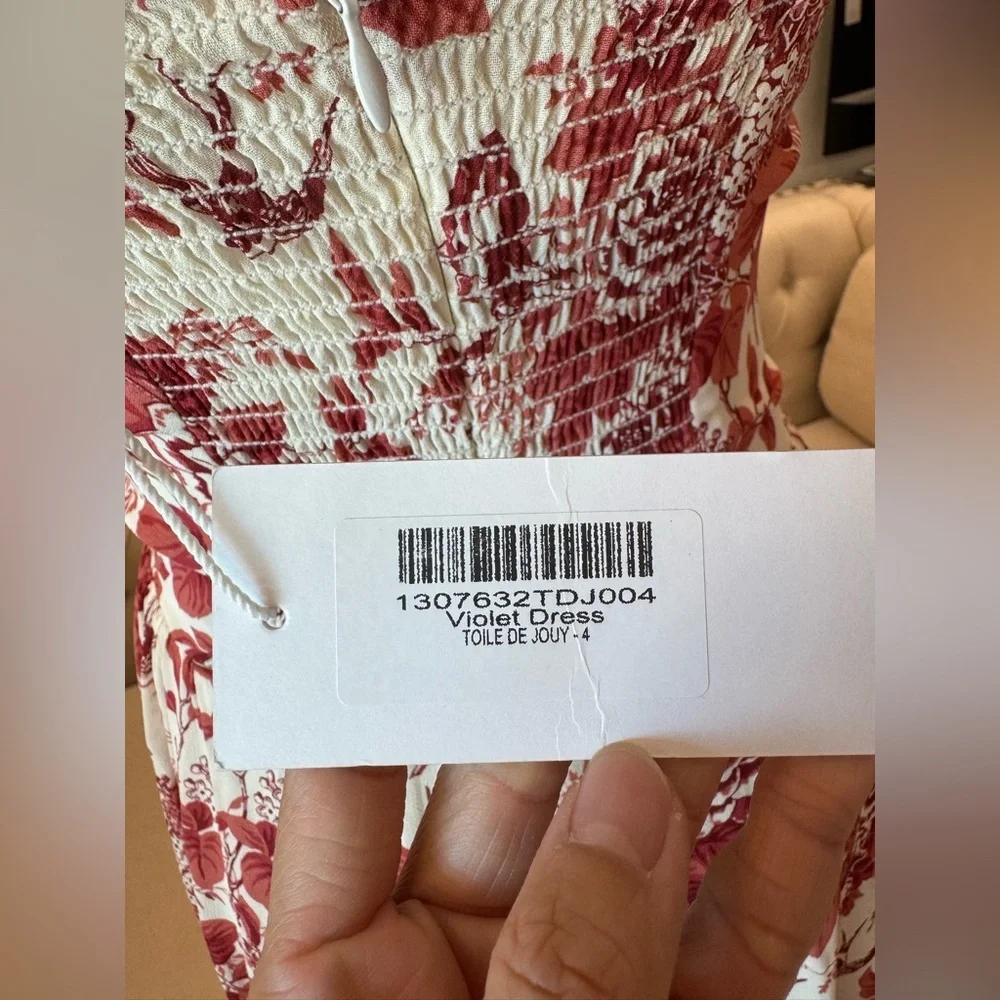 1307632TDJ004
Violet Dress
TOILE DE JOUY - 4